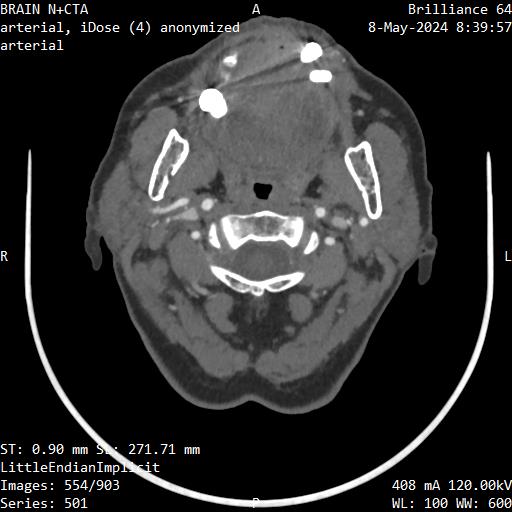 BRAIN N+CTA
A
Brilliance 64
arterial, iDose (4) anonymized
8-May-2024 8:39:57
arterial
R
L
ST: 0.90 mm SL: 271.71 mm
LittleEndianImplicit
Images: 554/903
408 mA 120.00kV
Series: 501
P
WL: 100 WW: 600